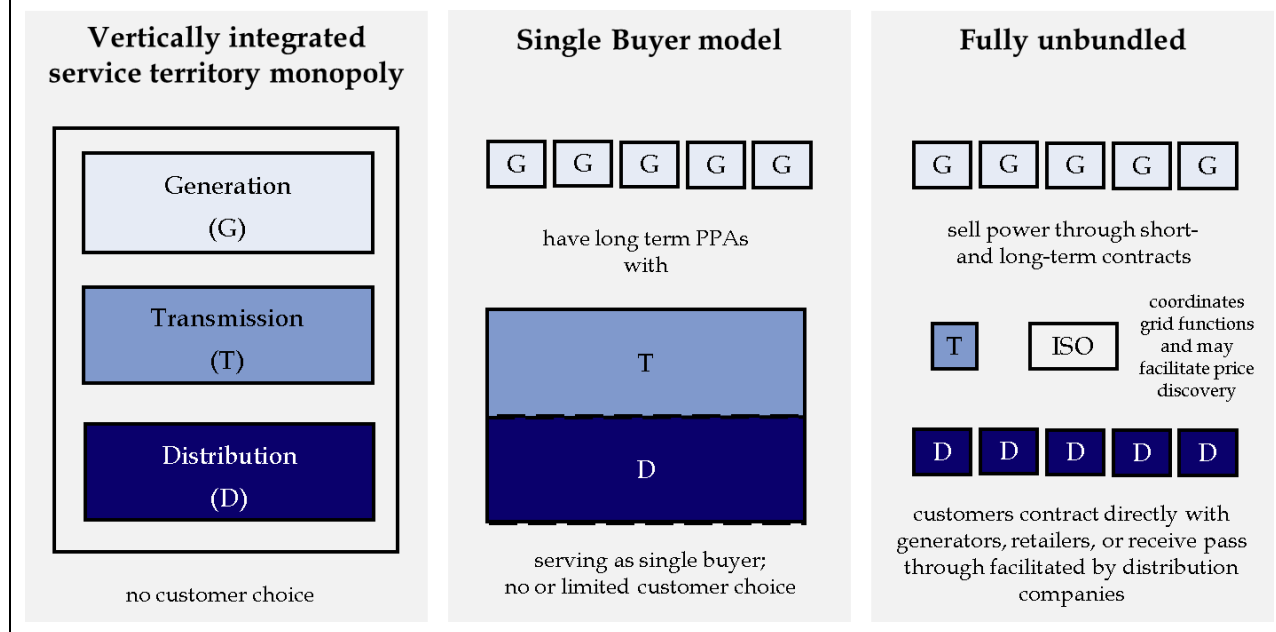 Vertically integrated
service territory monopoly
Generation
(G)
Transmission
(T)
Distribution
(D)
no customer choice
Single Buyer model
G G G G G
have long term PPAs
with
T
D
serving as single buyer;
no or limited customer choice
Fully unbundled
G G G G G
sell power through short-
and long-term contracts
T
ISO
coordinates
grid functions
and may
facilitate price
discovery
D D D D D
customers contract directly with
generators, retailers, or receive pass
through facilitated by distribution
companies